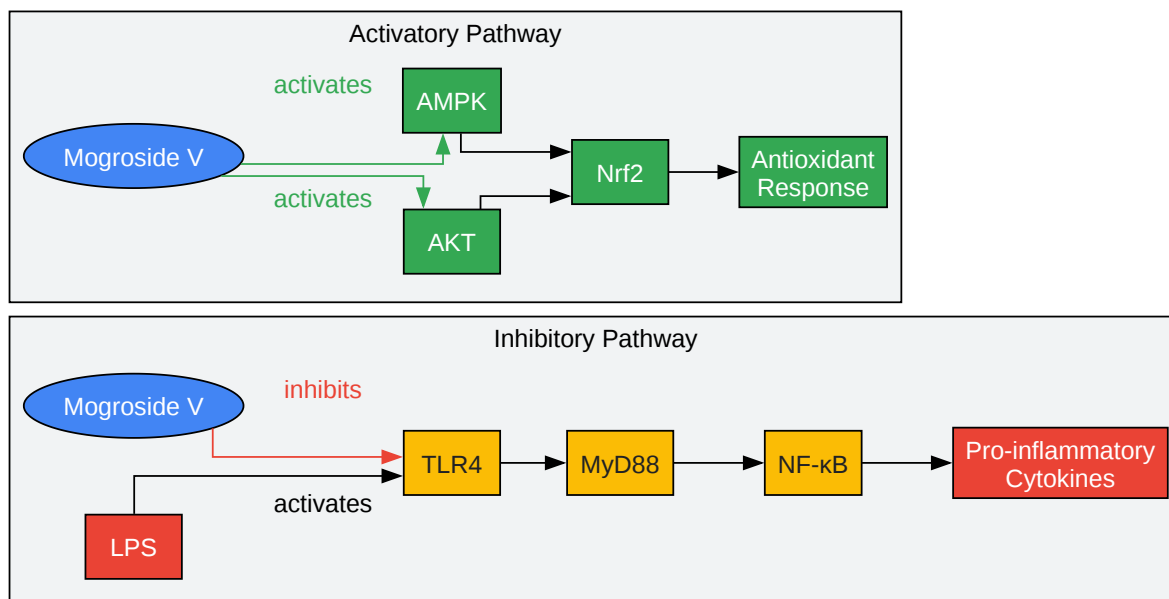 Activatory Pathway
activates
AMPK
Mogroside V
Nrf2
Antioxidant
Response
activates
AKT
Inhibitory Pathway
inhibits
Mogroside V
TLR4
MyD88
NF-κB
Pro-inflammatory
Cytokines
activates
LPS